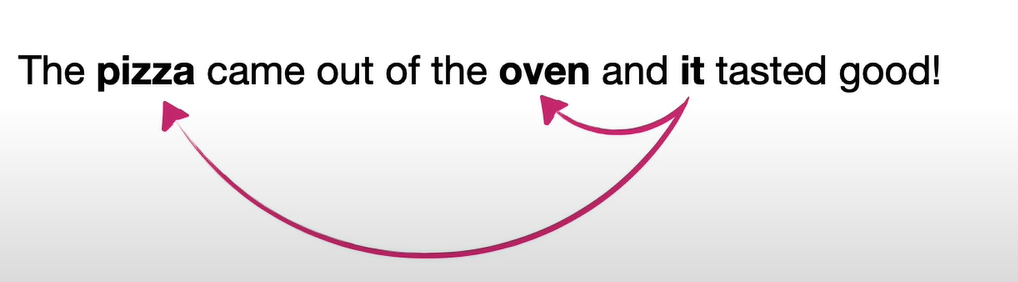 The pizza came out of the oven and it tasted good!